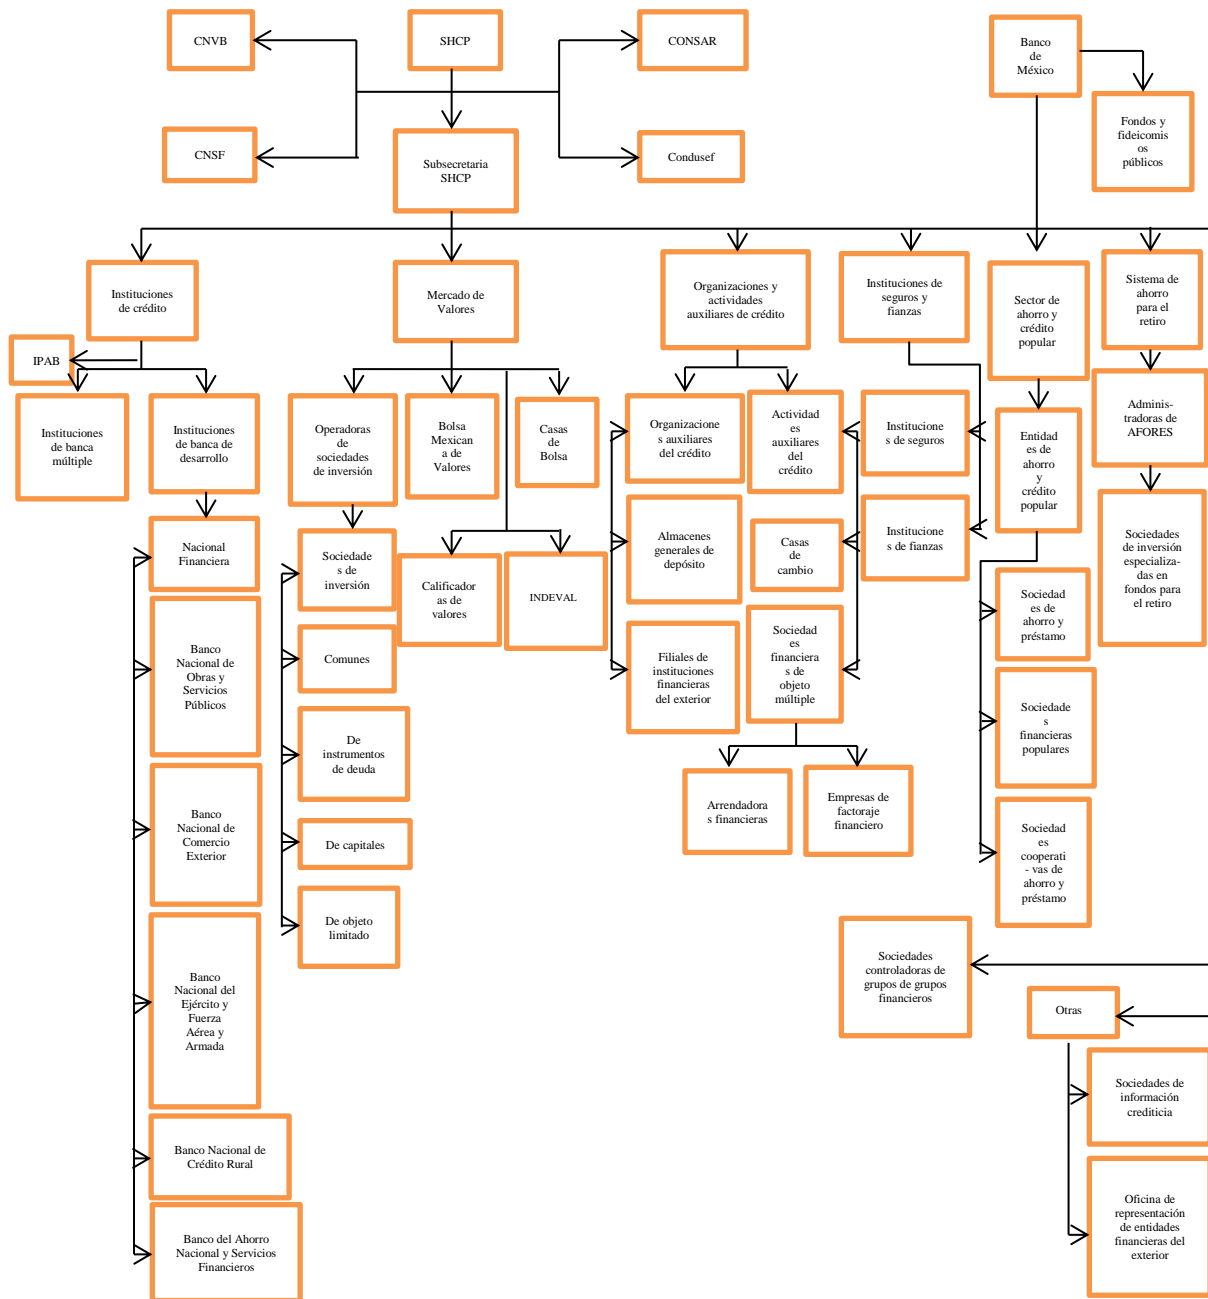 CNVB
SHCP
CONSAR
Banco
de
México
Fondos y
fideicomis
os
públicos
CNSF
Subsecretaria
SHCP
Condusef
Instituciones
de crédito
Mercado de
Valores
Organizaciones y
actividades
auxiliares de crédito
Instituciones de
seguros y
fianzas
Sector de
ahorro y
crédito
popular
Sistema de
ahorro para el
retiro
IPAB
Instituciones
de banca
múltiple
Instituciones
de banca de
desarrollo
Operadoras
de
sociedades
de inversión
Bolsa
Mexican
a de
Valores
Casas
de
Bolsa
Organizacione
s auxiliares
del crédito
Actividad
es
auxiliares
del
crédito
Institucione
s de seguros
Entidad
es de
ahorro
y
crédito
popular
Adminis-
tradoras de
AFORES
Nacional
Financiera
Sociedade
s de
inversión
Calificador
as de
valores
INDEVAL
Almacenes
generales de
depósito
Casas
de
cambio
Institucione
s de fianzas
Sociedades
de inversión
especializa-
das en
fondos para
el retiro
Banco
Nacional de
Obras y
Servicios
Públicos
Comunes
Filiales de
instituciones
financieras
del exterior
Sociedad
es
financiera
s de
objeto
múltiple
Sociedad
es de
ahorro y
préstamo
De
instrumentos
de deuda
Sociedade
s
financieras
populares
Banco
Nacional de
Comercio
Exterior
De capitales
Arrendadora
s financieras
Empresas de
factoraje
financiero
Sociedad
es
cooperati
- vas de
ahorro y
préstamo
De objeto
limitado
Banco
Nacional del
Ejército y
Fuerza
Aérea y
Armada
Sociedades
controladoras de
grupos de grupos
financieros
Otras
Sociedades de
información
crediticia
Banco Nacional de
Crédito Rural
Oficina de
representación
de entidades
financieras del
exterior
Banco del Ahorro
Nacional y Servicios
Financieros